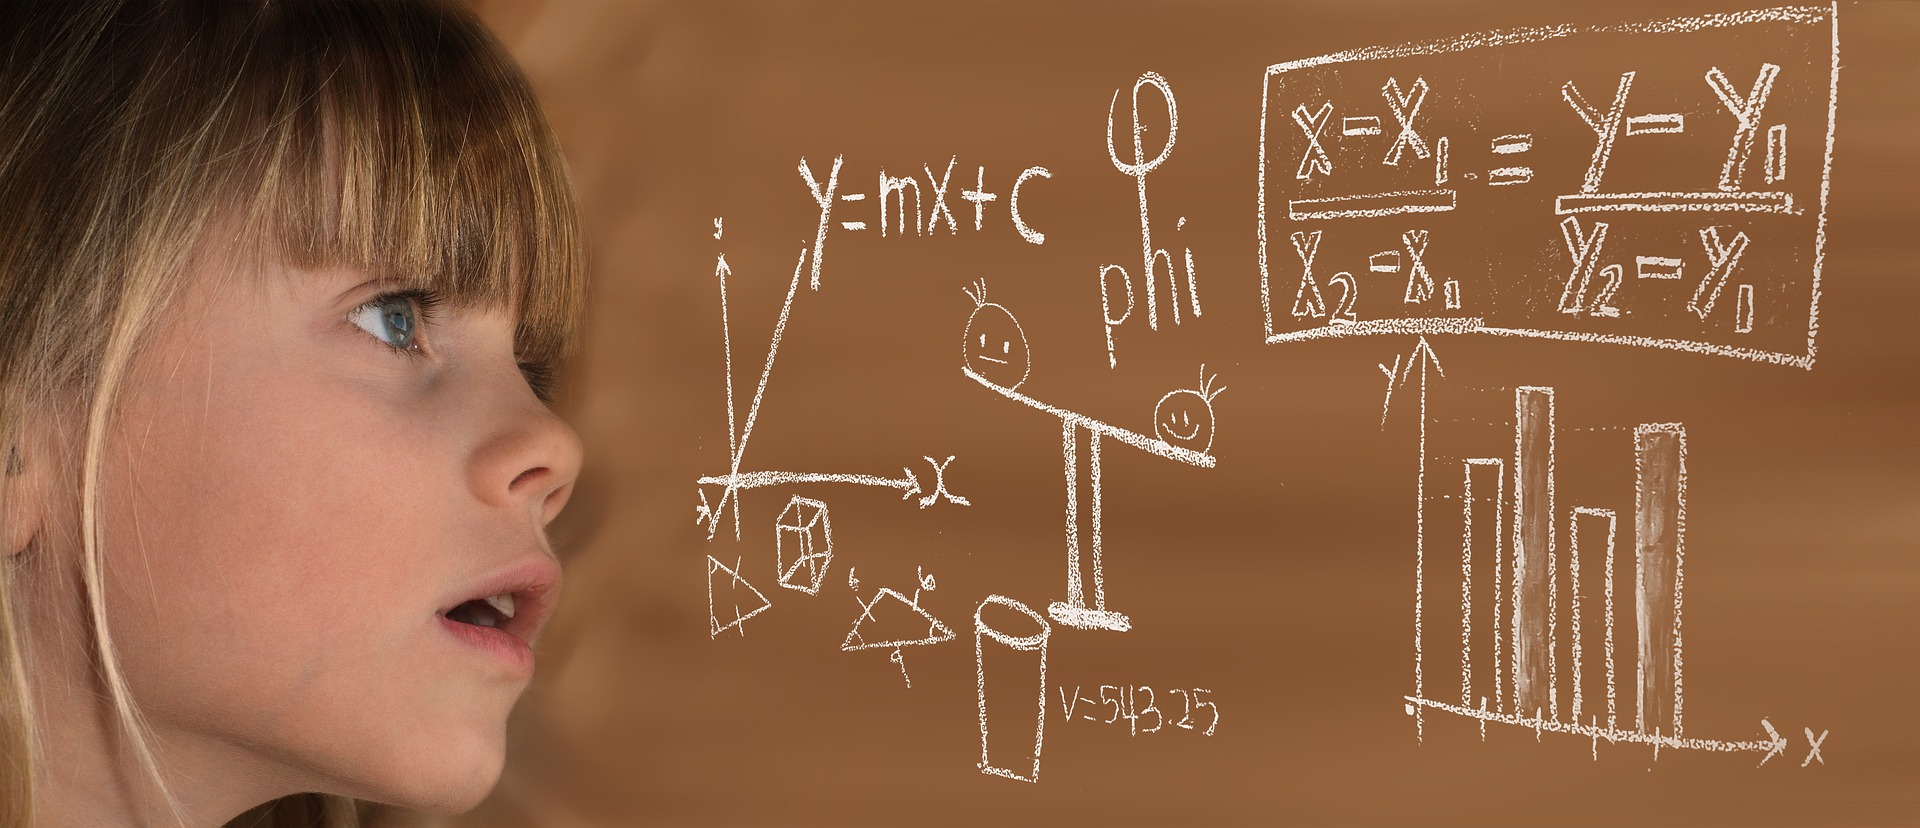 y
y=mx+c
φ
phi
x-x₁ = y-y₁
x₂-x₁ y₂-y₁
x
V=543.25
y
x